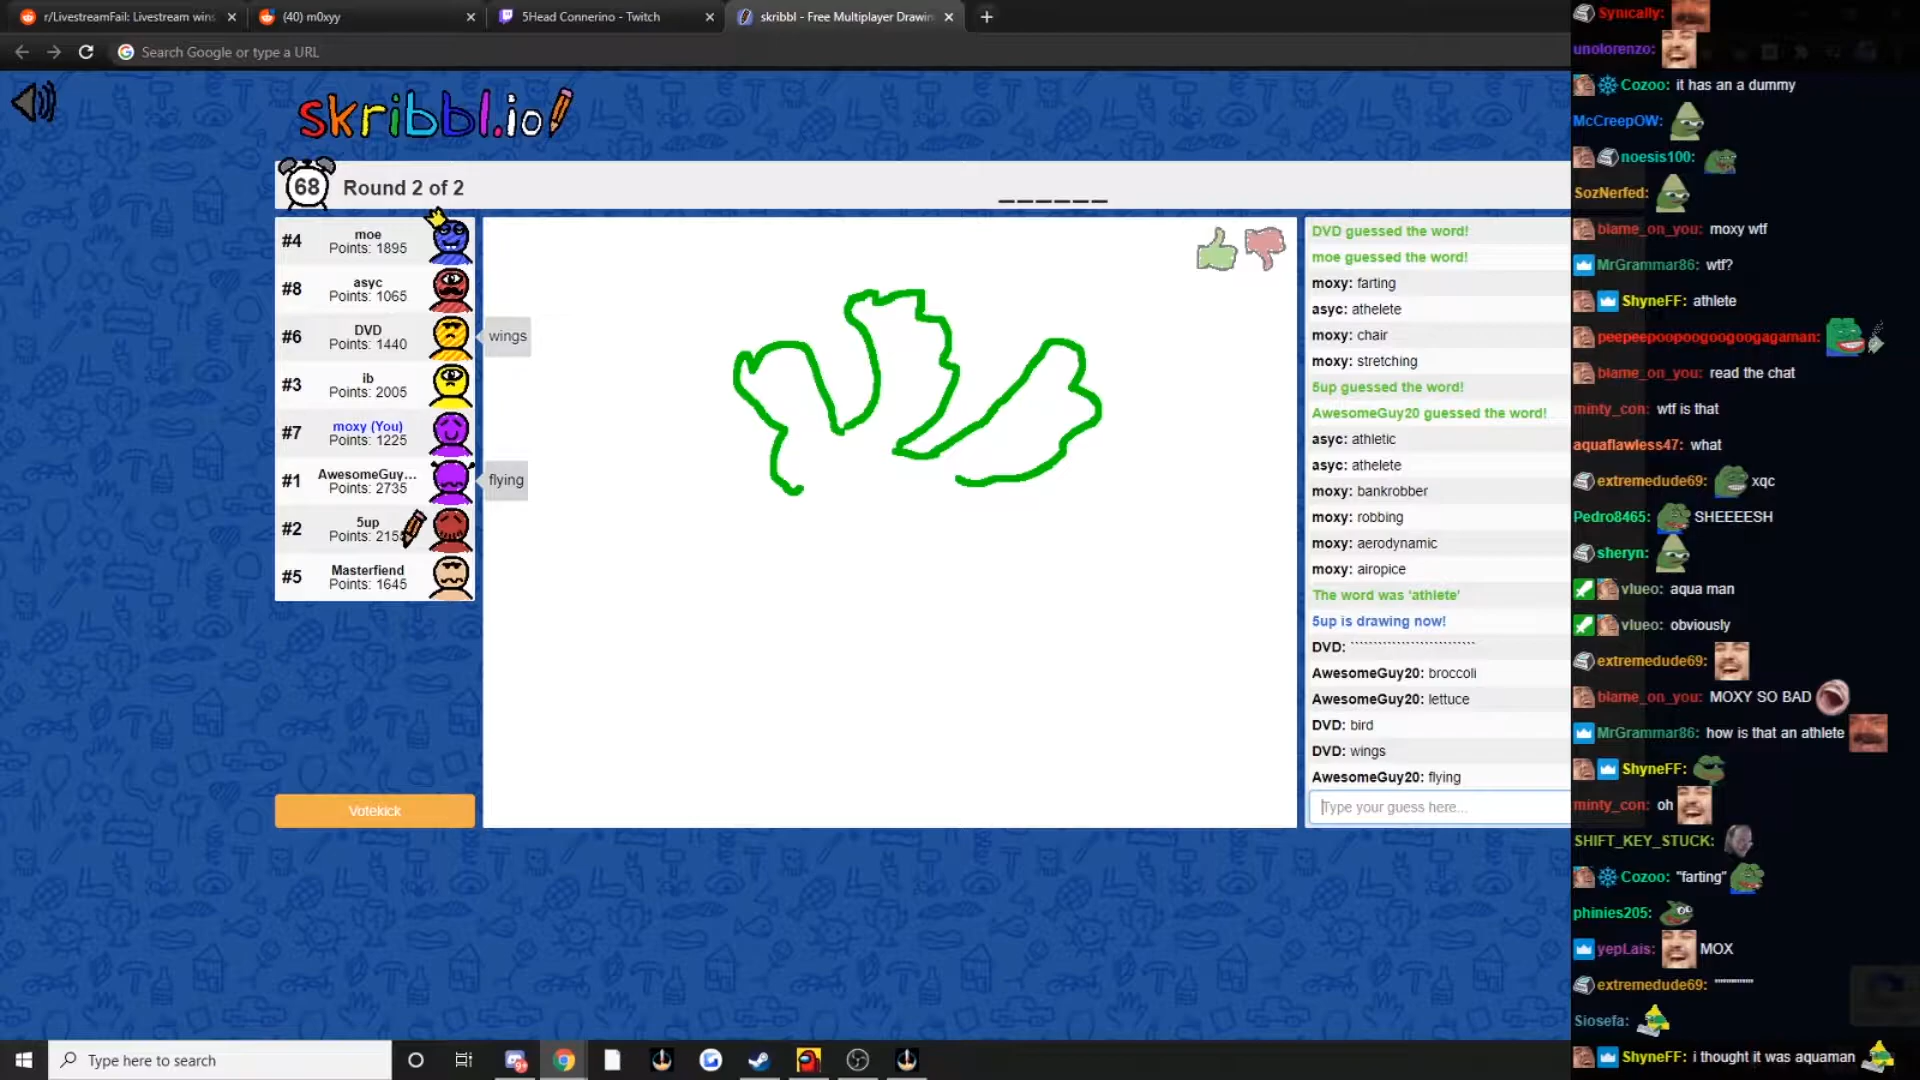 r/LivestreamFail: Livestream wins
(40) m0xyy
5Head Connerino - Twitch
skribbl - Free Multiplayer Drawin
Search Google or type a URL
skribbl.io
68
Round 2 of 2
______
#4 moe
Points: 1895
#8 asyc
Points: 1065
#6 DVD
Points: 1440
wings
#3 ib
Points: 2005
#7 moxy (You)
Points: 1225
#1 AwesomeGuy...
Points: 2735
flying
#2 5up
Points: 215
#5 Masterfiend
Points: 1645
Votekick
DVD guessed the word!
moe guessed the word!
moxy: farting
asyc: athelete
moxy: chair
moxy: stretching
5up guessed the word!
AwesomeGuy20 guessed the word!
asyc: athletic
asyc: athelete
moxy: bankrobber
moxy: robbing
moxy: aerodynamic
moxy: airopice
The word was 'athlete'
5up is drawing now!
DVD:
AwesomeGuy20: broccoli
AwesomeGuy20: lettuce
DVD: bird
DVD: wings
AwesomeGuy20: flying
Type your guess here...
Synically:
unolorenzo:
Cozoo: it has an a dummy
McCreepOW:
noesis100:
SozNerfed:
blame_on_you: moxy wtf
MrGrammar86: wtf?
ShyneFF: athlete
peepeepoopoogoogoogagaman:
blame_on_you: read the chat
minty_con: wtf is that
aquaflawless47: what
extremedude69: xqc
Pedro8465: SHEEEESH
sheryn:
vlueo: aqua man
vlueo: obviously
extremedude69:
blame_on_you: MOXY SO BAD
MrGrammar86: how is that an athlete
ShyneFF:
minty_con: oh
SHIFT_KEY_STUCK:
Cozoo: "farting"
phinies205:
yepLais: MOX
extremedude69:
Siosefa:
ShyneFF: i thought it was aquaman
Type here to search